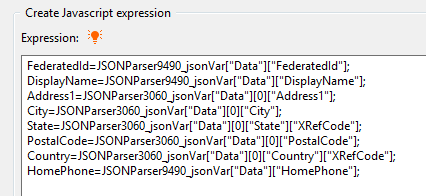 Create Javascript expression
Expression:
FederatedId=JSONParser9490_jsonVar["Data"]["FederatedId"];
DisplayName=JSONParser9490_jsonVar["Data"]["DisplayName"];
Address1=JSONParser3060_jsonVar["Data"][0]["Address1"];
City=JSONParser3060_jsonVar["Data"][0]["City"];
State=JSONParser3060_jsonVar["Data"][0]["State"]["XRefCode"];
PostalCode=JSONParser3060_jsonVar["Data"][0]["PostalCode"];
Country=JSONParser3060_jsonVar["Data"][0]["Country"]["XRefCode"];
HomePhone=JSONParser9490_jsonVar["Data"]["HomePhone"];